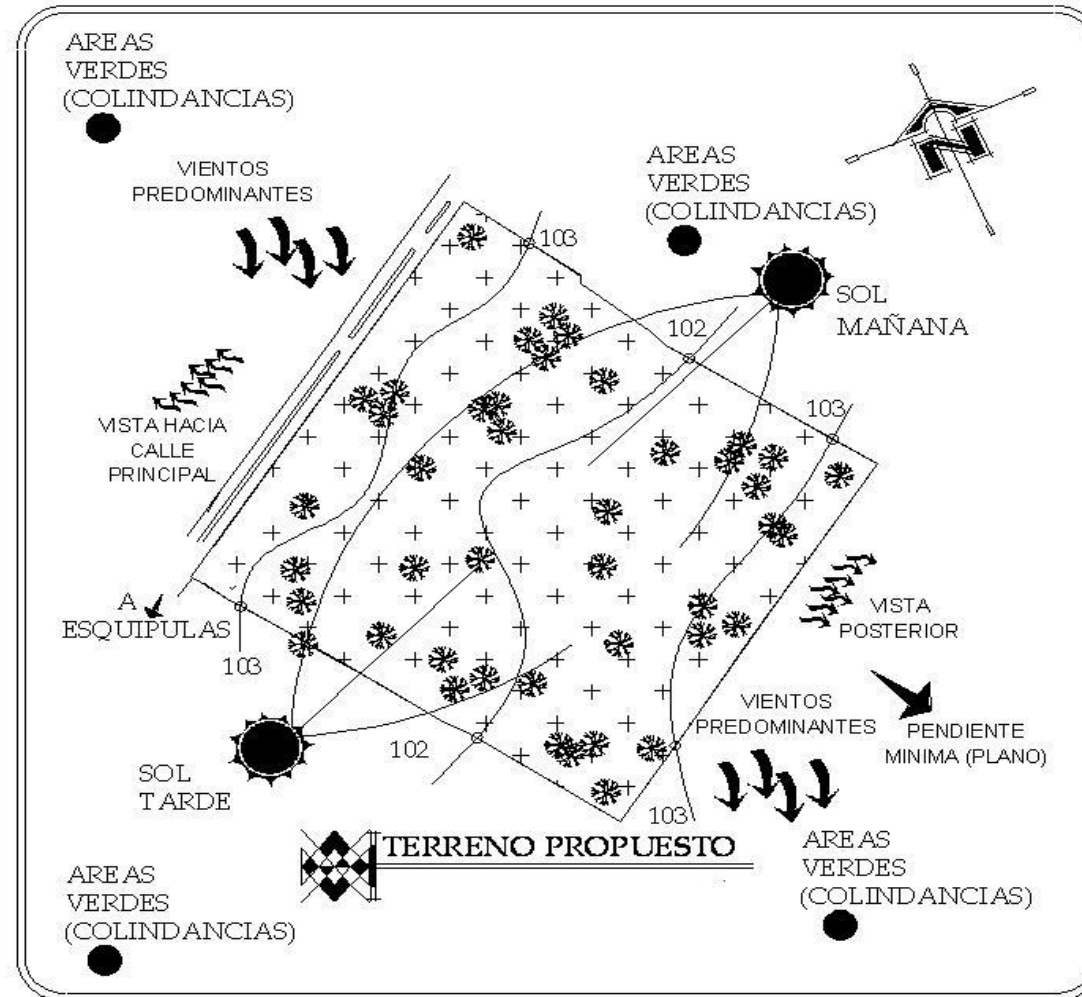 AREAS
VERDES
(COLINDANCIAS)
VIENTOS
PREDOMINANTES
N
AREAS
VERDES
(COLINDANCIAS)
103
SOL
MAÑANA
102
103
VISTA HACIA
CALLE
PRINCIPAL
A
ESQUIPULAS
103
VISTA
POSTERIOR
VIENTOS
PREDOMINANTES
PENDIENTE
MINIMA (PLANO)
102
SOL
TARDE
103
TERRENO PROPUESTO
AREAS
VERDES
(COLINDANCIAS)
AREAS
VERDES
(COLINDANCIAS)